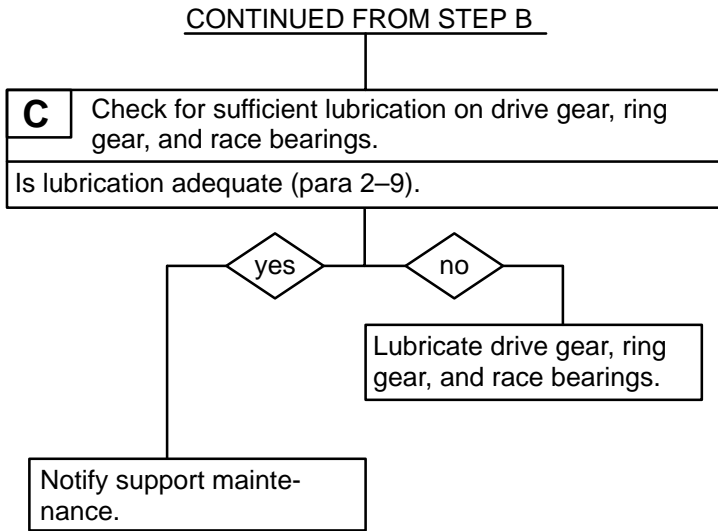 CONTINUED FROM STEP B
C
Check for sufficient lubrication on drive gear, ring
gear, and race bearings.
Is lubrication adequate (para 2–9).
yes
no
Lubricate drive gear, ring
gear, and race bearings.
Notify support mainte-
nance.